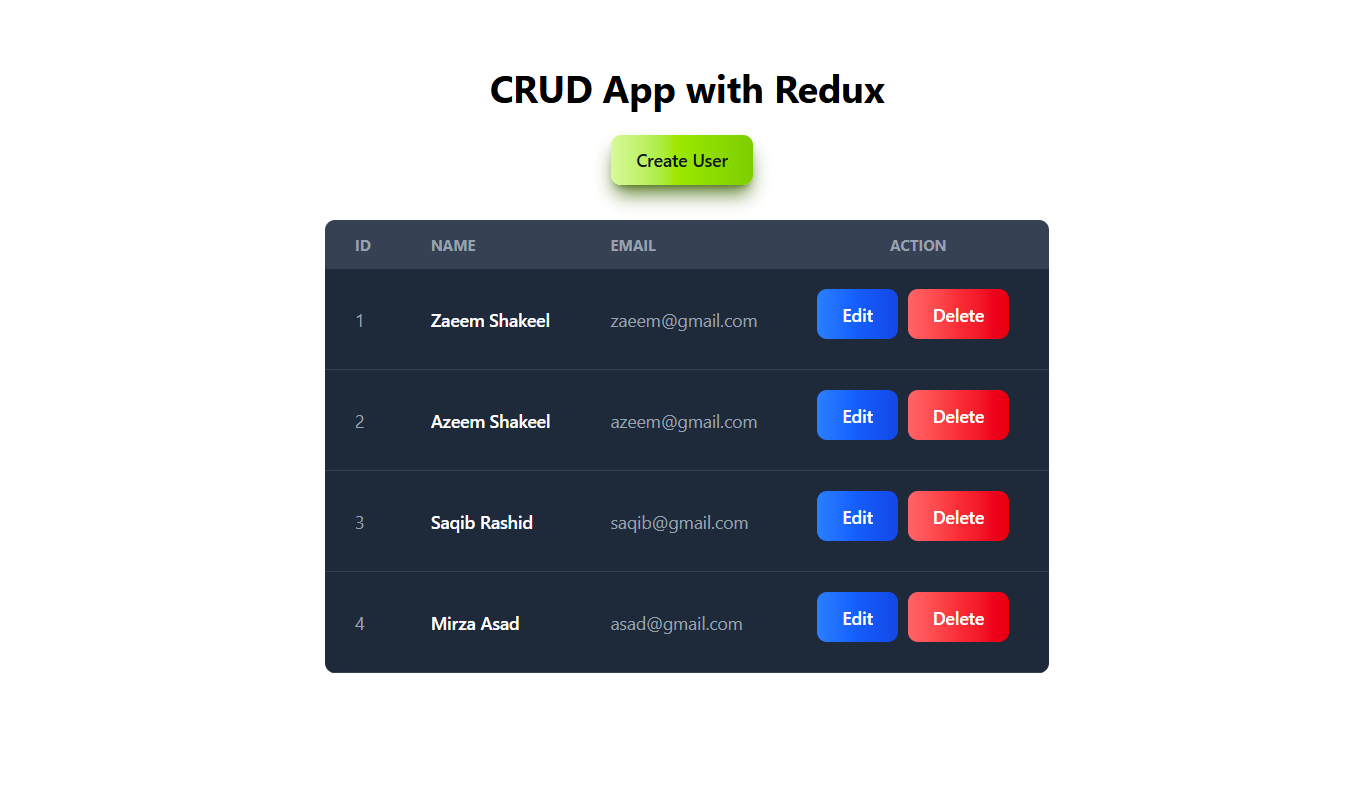 CRUD App with Redux
Create User
ID NAME EMAIL ACTION
1 Zaeem Shakeel zaeem@gmail.com Edit Delete
2 Azeem Shakeel azeem@gmail.com Edit Delete
3 Saqib Rashid saqib@gmail.com Edit Delete
4 Mirza Asad asad@gmail.com Edit Delete